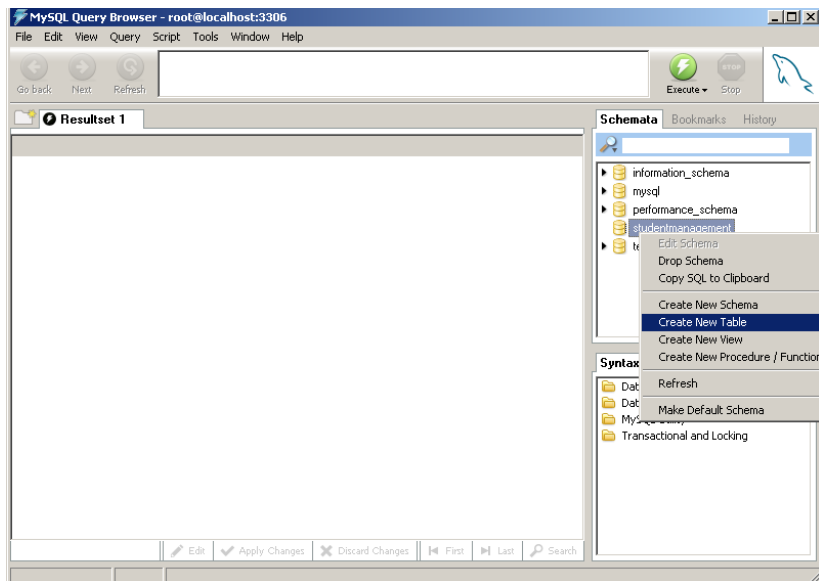 MySQL Query Browser - root@localhost:3306
File Edit View Query Script Tools Window Help
Go back Next Refresh
Execute STOP Stop
Resultset 1
Schemata Bookmarks History
information_schema
mysql
performance_schema
studentmanagement
Edit Schema
Drop Schema
Copy SQL to Clipboard
Create New Schema
Create New Table
Create New View
Create New Procedure / Function
Refresh
Make Default Schema
Transactional and Locking
Edit Apply Changes Discard Changes First Last Search